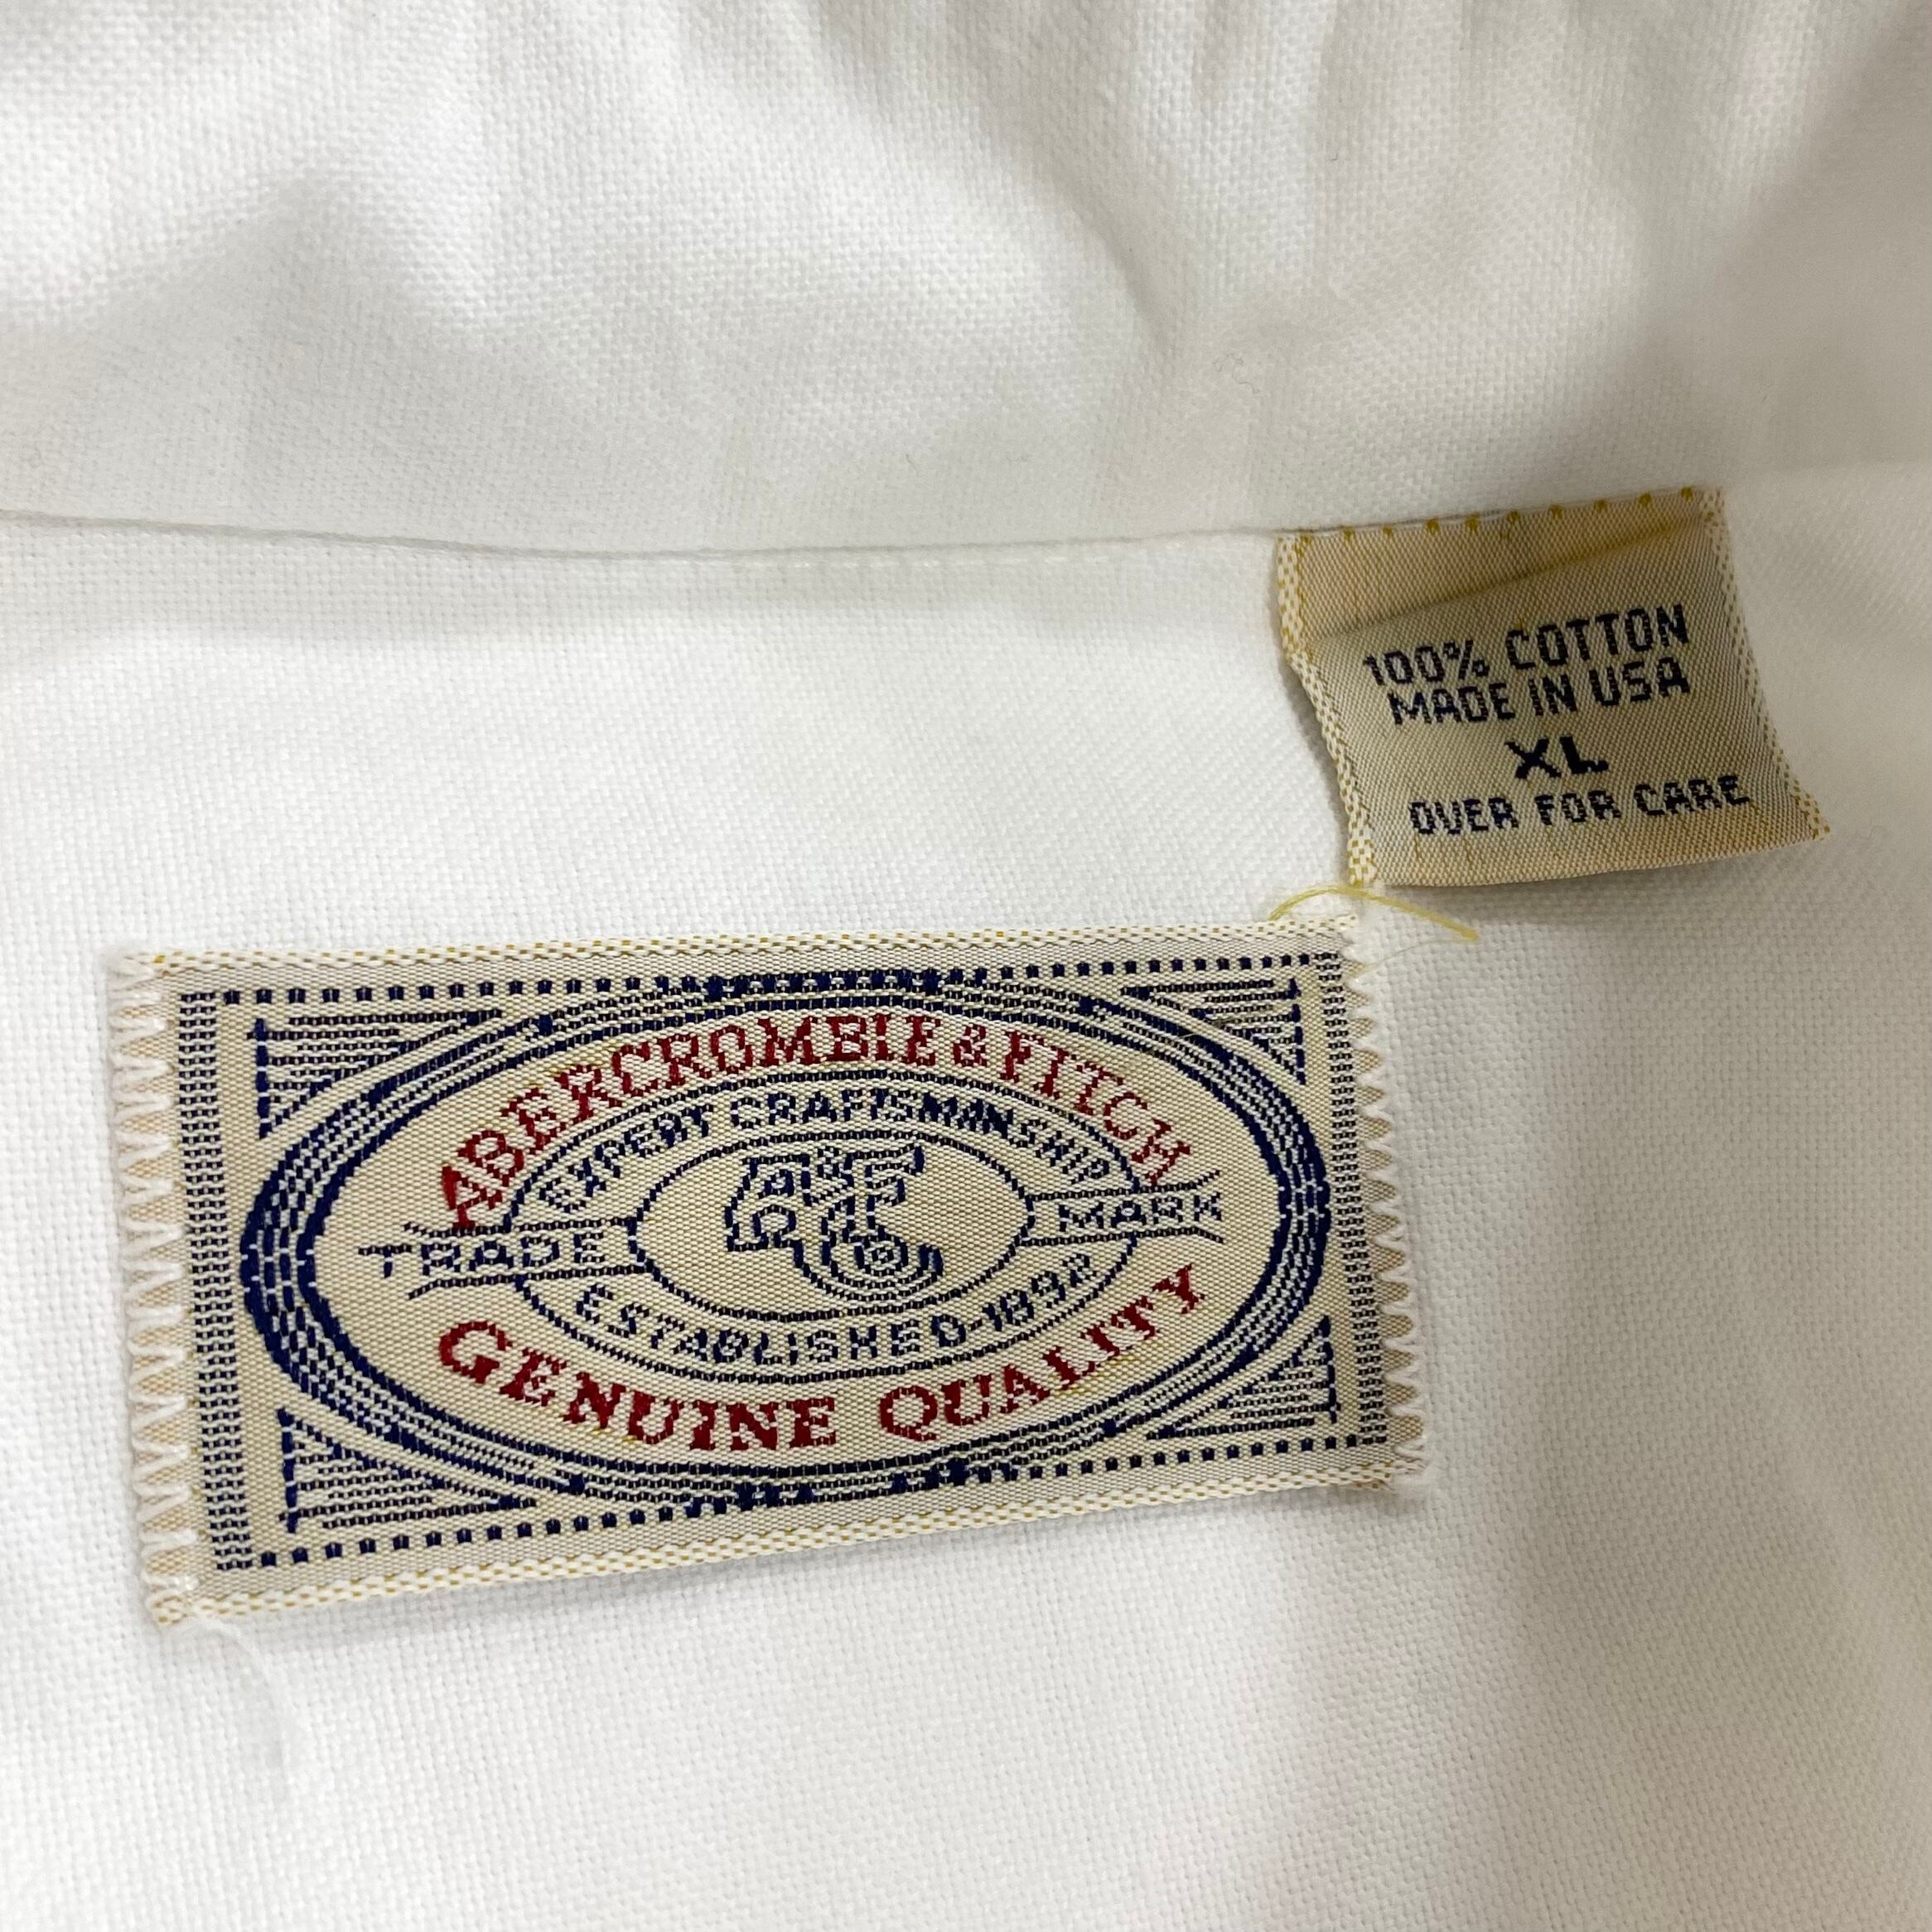 100% COTTON
MADE IN USA
XL
OVER FOR CARE
ABERCROMBIE & FITCH
EXPERT CRAFTSMANSHIP
A&F
Co
TRADE MARK
ESTABLISHED-1892
GENUINE QUALITY